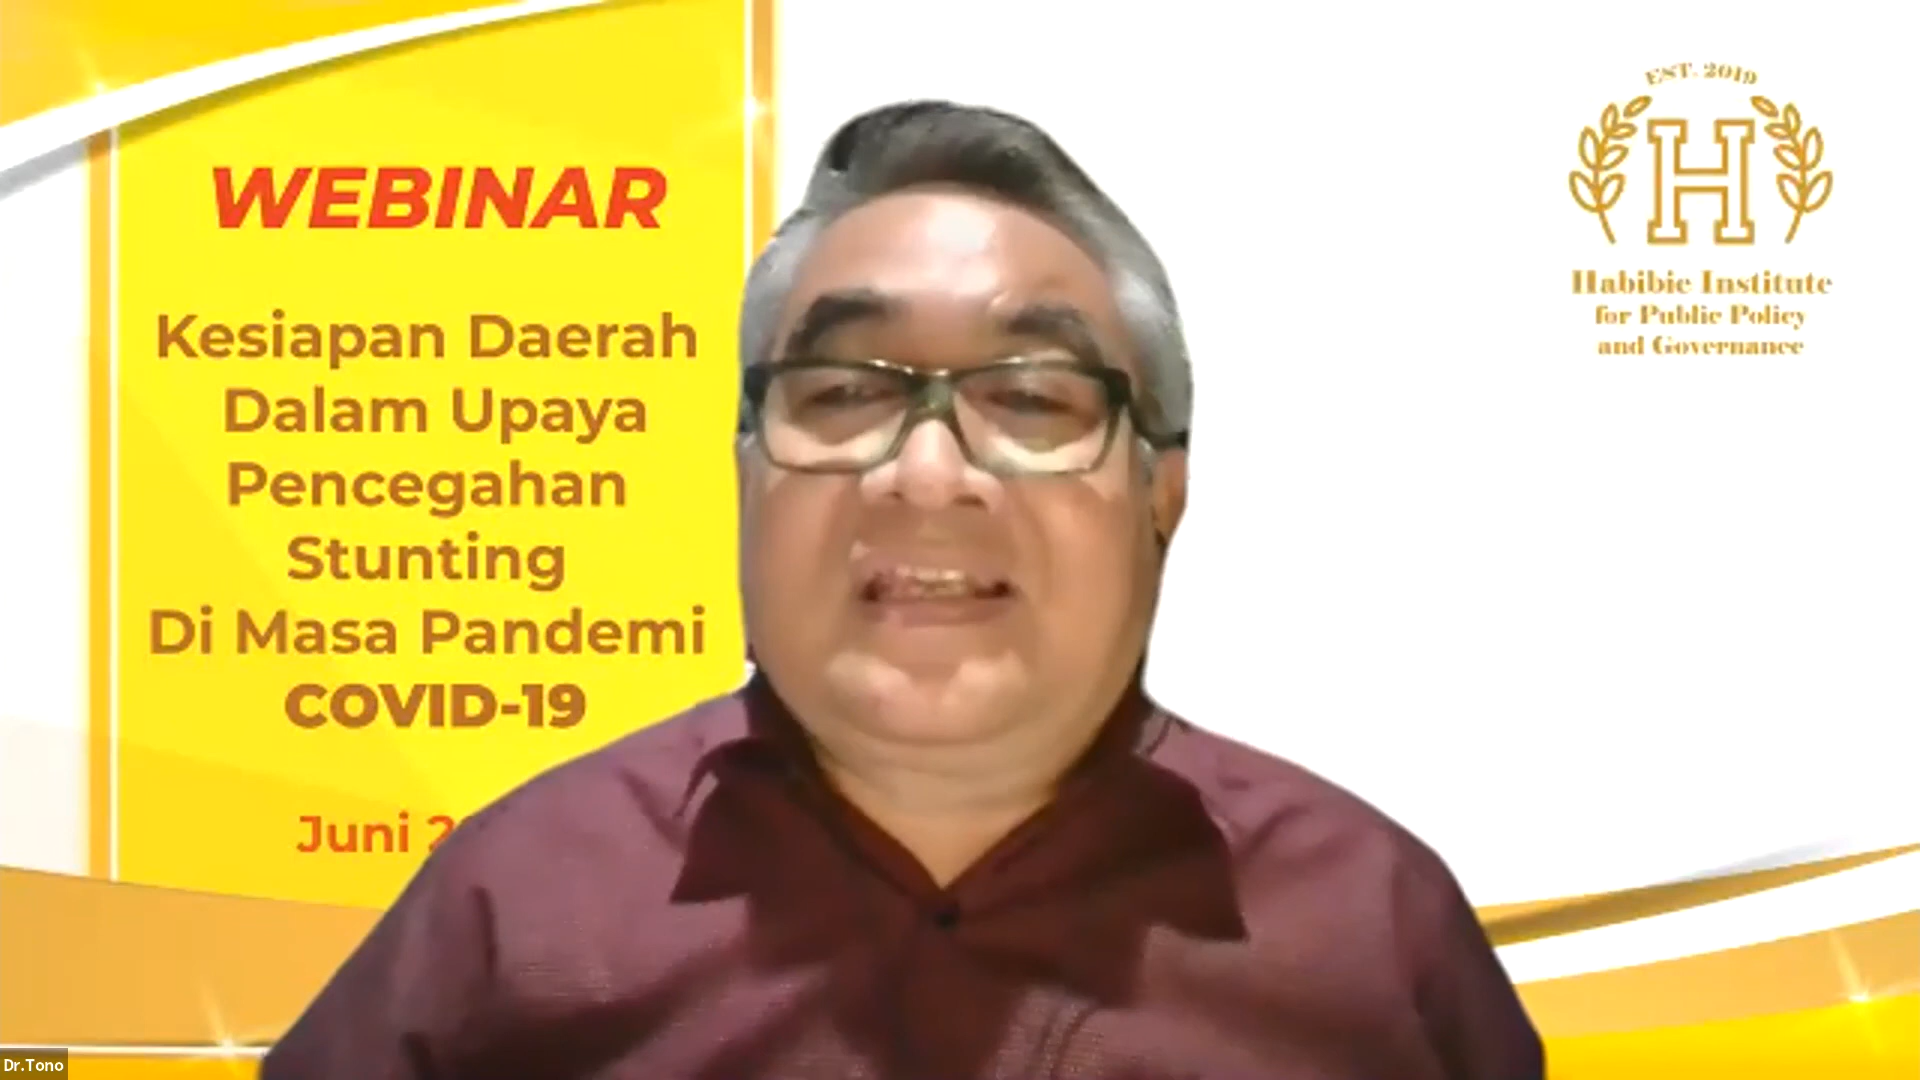 WEBINAR
Kesiapan Daerah
Dalam Upaya
Pencegahan
Stunting
Di Masa Pandemi
COVID-19
Juni
EST. 2019
H
Habibie Institute
for Public Policy
and Governance
Dr.Tono